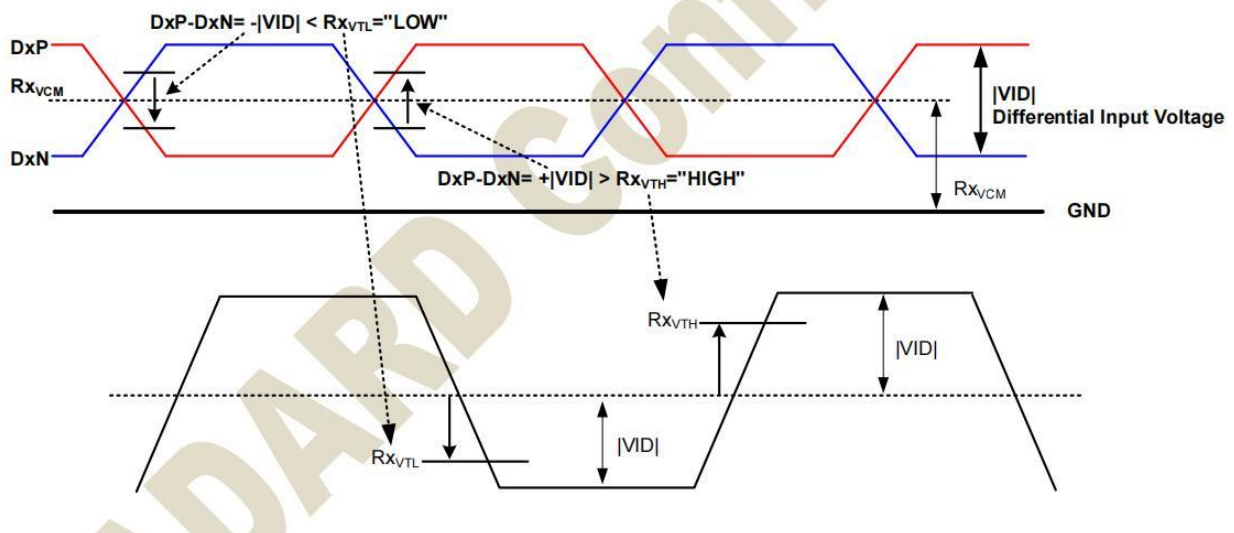 DxP-DxN= -|VID| < RxVTL="LOW"
DxP
RxVCM
DxN
|VID|
Differential Input Voltage
DxP-DxN= +|VID| > RxVTH="HIGH"
RxVCM
GND
RxVTH
|VID|
|VID|
RxVTL